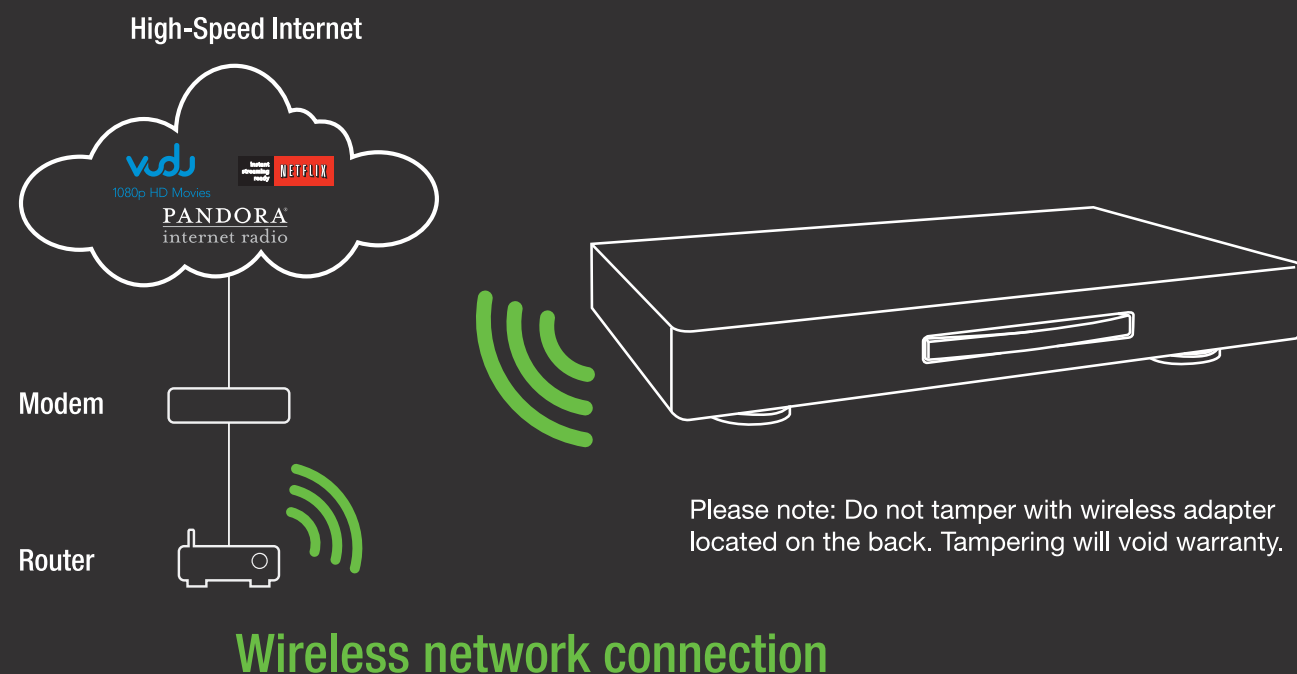 High-Speed Internet
vudu
1080p HD Movies
instant
streaming
ready
NETFLIX
PANDORA®
internet radio
Modem
Router
Please note: Do not tamper with wireless adapter
located on the back. Tampering will void warranty.
Wireless network connection